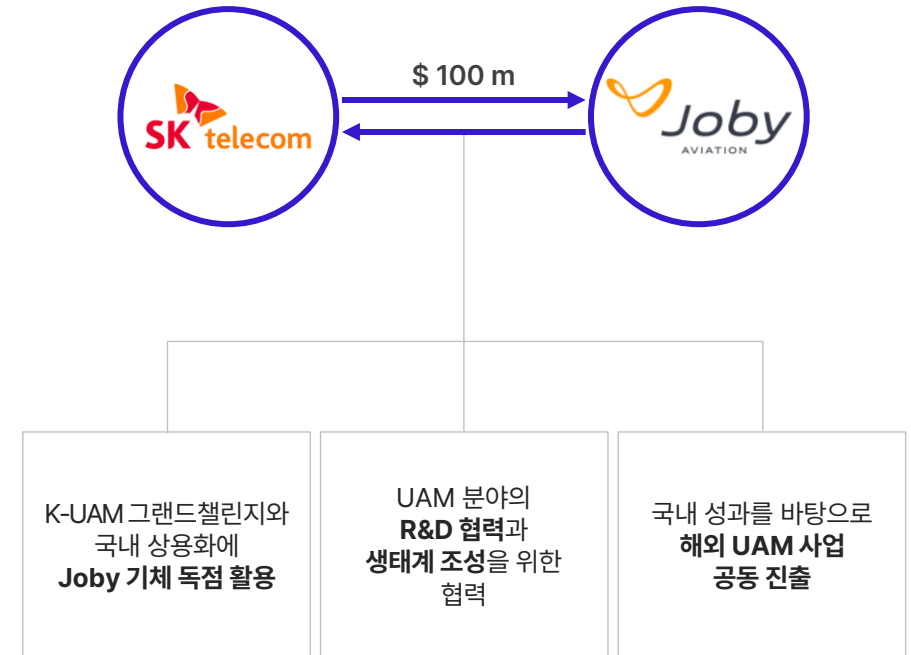 $ 100 m
SK telecom
Joby
AVIATION
K-UAM 그랜드챌린지와
국내 상용화에
Joby 기체 독점 활용
UAM 분야의
R&D 협력과
생태계 조성을 위한
협력
국내 성과를 바탕으로
해외 UAM 사업
공동 진출